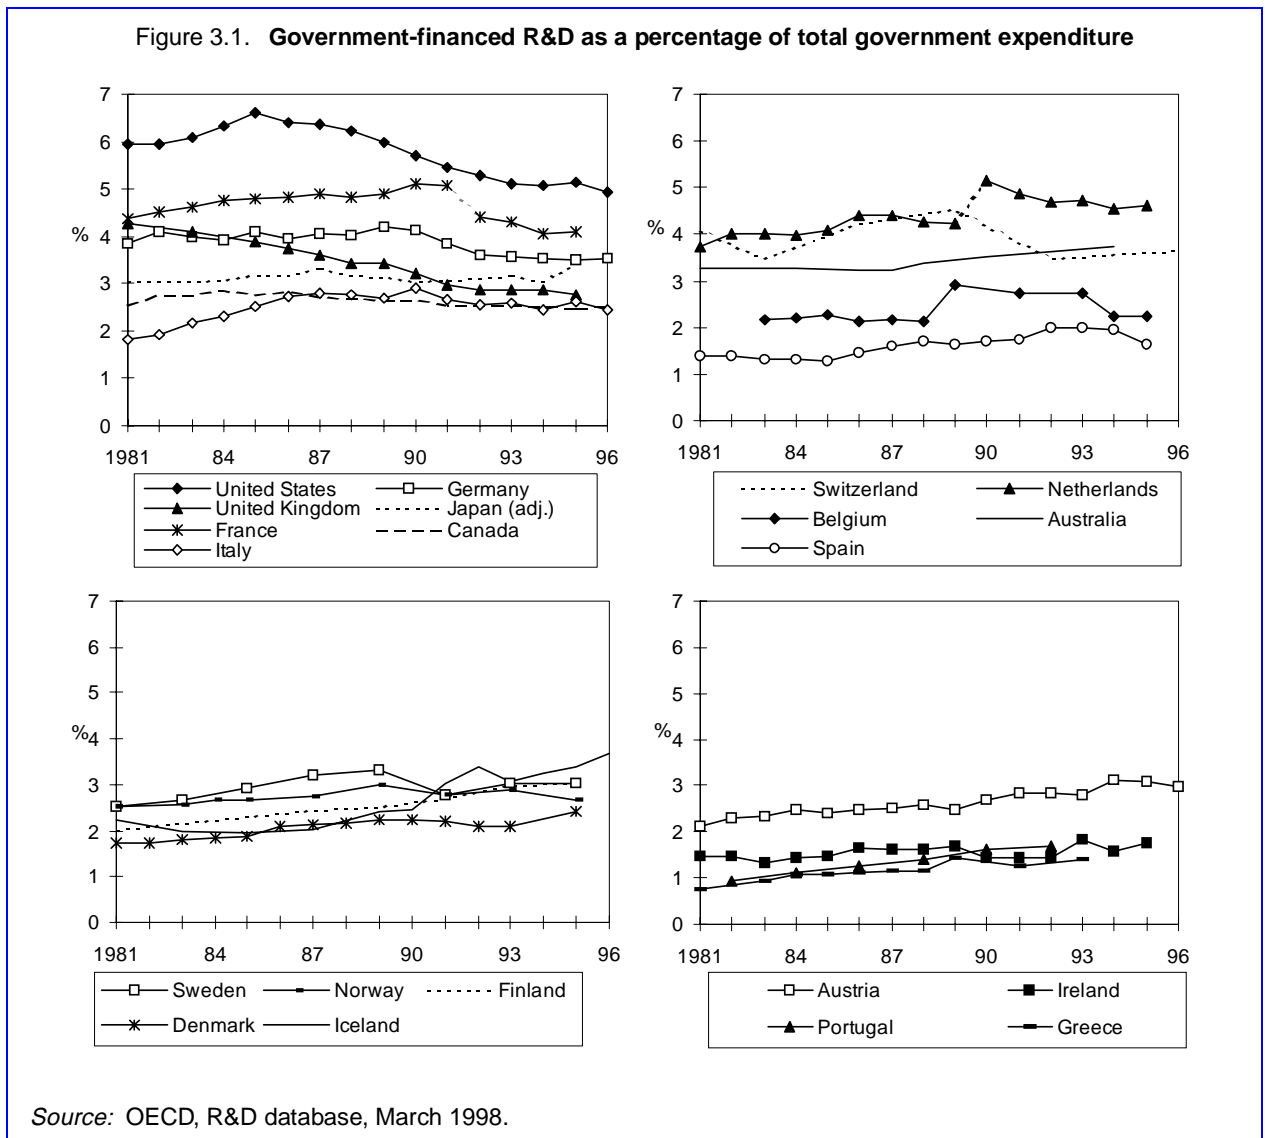 Figure 3.1. Government-financed R&D as a percentage of total government expenditure
7
6
5
4
%
3
2
1
0
1981 84 87 90 93 96
United States Germany
United Kingdom Japan (adj.)
France Canada
Italy
7
6
5
4
%
3
2
1
0
1981 84 87 90 93 96
Switzerland Netherlands
Belgium Australia
Spain
7
6
5
%4
3
2
1
0
1981 84 87 90 93 96
Sweden Norway Finland
Denmark Iceland
7
6
5
%4
3
2
1
0
1981 84 87 90 93 96
Austria Ireland
Portugal Greece
Source: OECD, R&D database, March 1998.